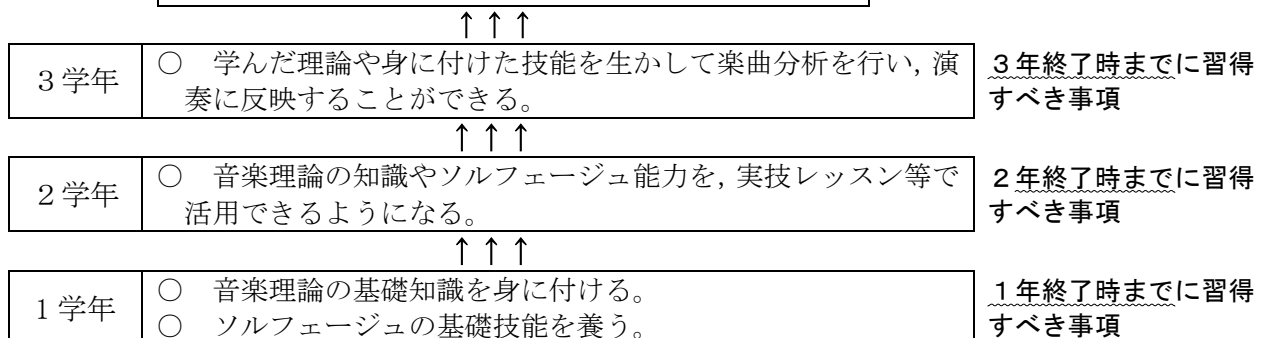 ↑ ↑ ↑
３学年
○　学んだ理論や身に付けた技能を生かして楽曲分析を行い，演
奏に反映することができる。
３年終了時までに習得
すべき事項
↑ ↑ ↑
２学年
○　音楽理論の知識やソルフェージュ能力を，実技レッスン等で
活用できるようになる。
２年終了時までに習得
すべき事項
↑ ↑ ↑
１学年
○　音楽理論の基礎知識を身に付ける。
○　ソルフェージュの基礎技能を養う。
１年終了時までに習得
すべき事項